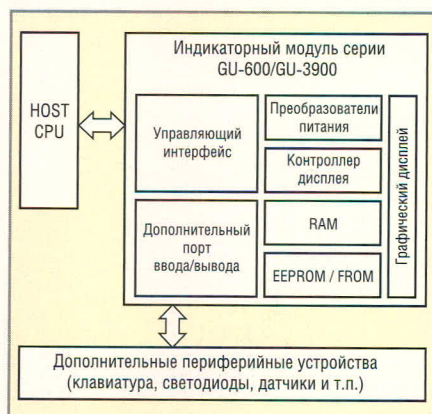 Индикаторный модуль серии
GU-600/GU-3900
HOST
CPU
Управляющий
интерфейс
Преобразователи
питания
Контроллер
дисплея
Дополнительный
порт
ввода/вывода
RAM
EEPROM / FROM
Графический дисплей
Дополнительные периферийные устройства
(клавиатура, светодиоды, датчики и т.п.)